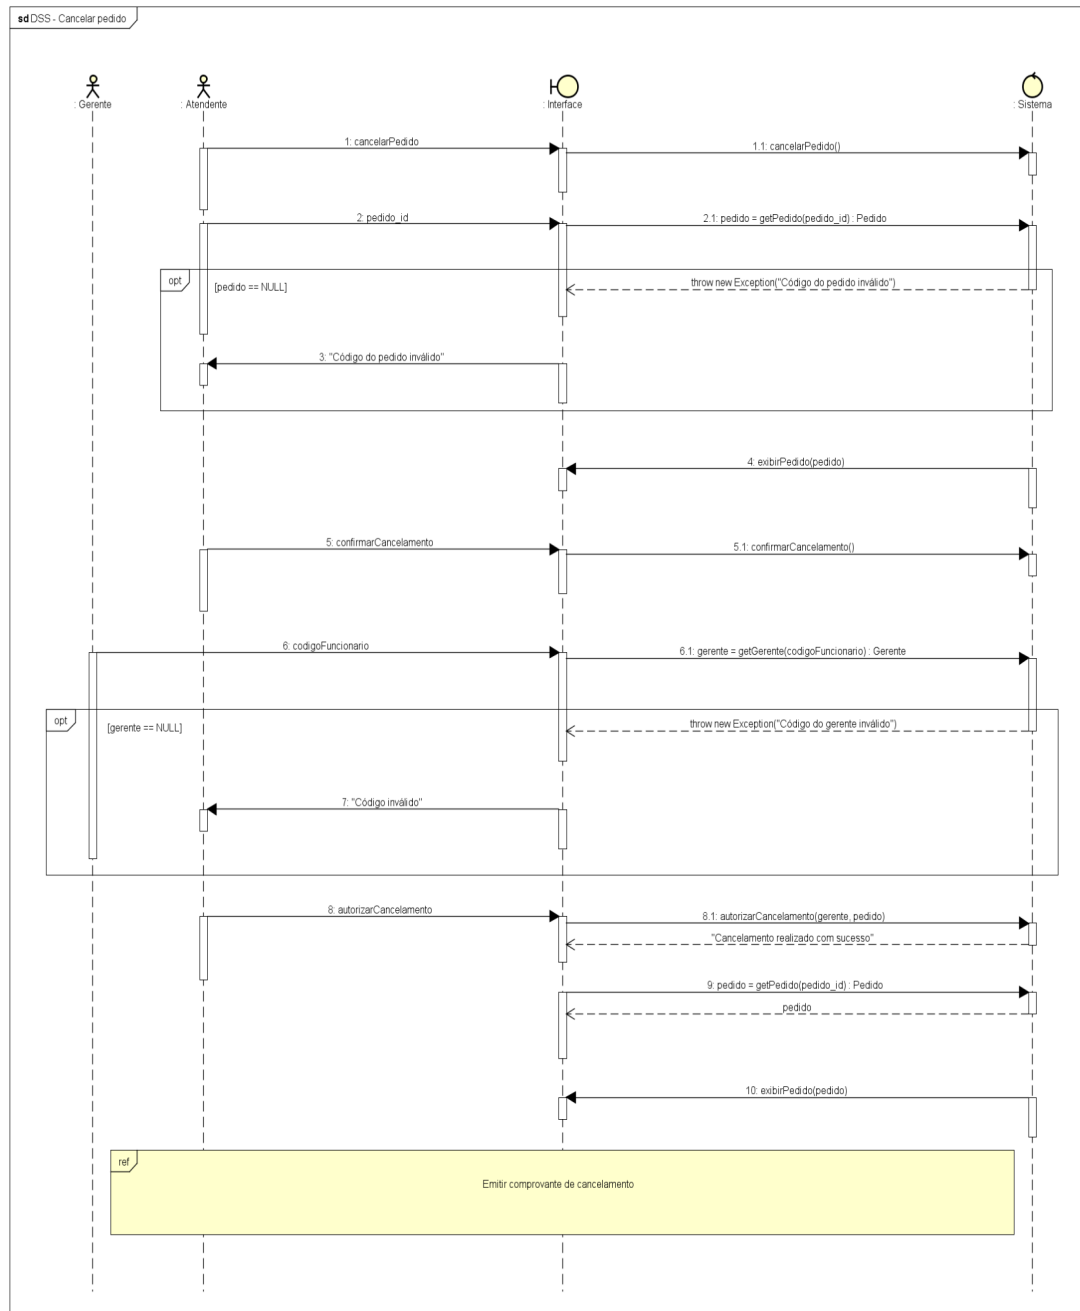 sd DSS - Cancelar pedido
: Gerente
: Atendente
: Interface
: Sistema
1: cancelarPedido
1.1: cancelarPedido()
2: pedido_id
2.1: pedido = getPedido(pedido_id) : Pedido
opt
[pedido == NULL]
throw new Exception("Código do pedido inválido")
3: "Código do pedido inválido"
4: exibirPedido(pedido)
5: confirmarCancelamento
5.1: confirmarCancelamento()
6: codigoFuncionario
6.1: gerente = getGerente(codigoFuncionario) : Gerente
opt
[gerente == NULL]
throw new Exception("Código do gerente inválido")
7: "Código inválido"
8: autorizarCancelamento
8.1: autorizarCancelamento(gerente, pedido)
"Cancelamento realizado com sucesso"
9: pedido = getPedido(pedido_id) : Pedido
pedido
10: exibirPedido(pedido)
ref
Emitir comprovante de cancelamento